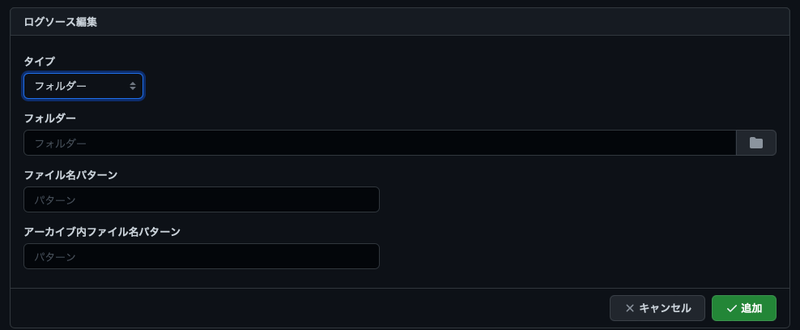 ログソース編集
タイプ
フォルダー
フォルダー
フォルダー
ファイル名パターン
パターン
アーカイブ内ファイル名パターン
パターン
キャンセル
追加